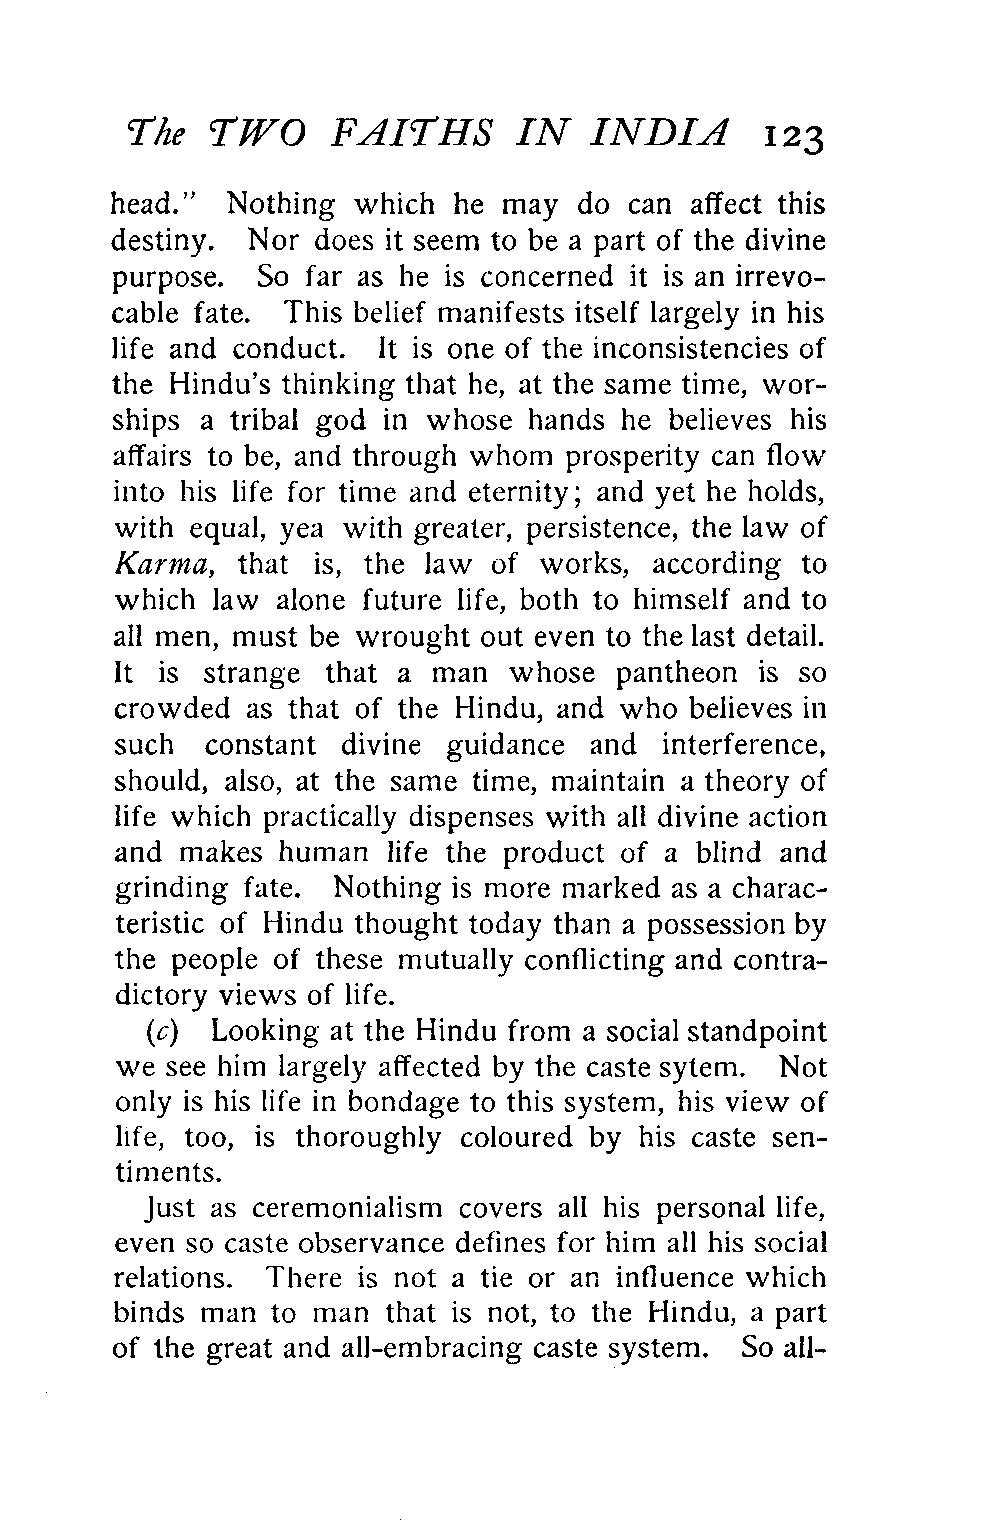 The TWO FAITHS IN INDIA 123
head." Nothing which he may do can affect this
destiny. Nor does it seem to be a part of the divine
purpose. So far as he is concerned it is an irrevo-
cable fate. This belief manifests itself largely in his
life and conduct. It is one of the inconsistencies of
the Hindu's thinking that he, at the same time, wor-
ships a tribal god in whose hands he believes his
affairs to be, and through whom prosperity can flow
into his life for time and eternity; and yet he holds,
with equal, yea with greater, persistence, the law of
Karma, that is, the law of works, according to
which law alone future life, both to himself and to
all men, must be wrought out even to the last detail.
It is strange that a man whose pantheon is so
crowded as that of the Hindu, and who believes in
such constant divine guidance and interference,
should, also, at the same time, maintain a theory of
life which practically dispenses with all divine action
and makes human life the product of a blind and
grinding fate. Nothing is more marked as a charac-
teristic of Hindu thought today than a possession by
the people of these mutually conflicting and contra-
dictory views of life.
(c) Looking at the Hindu from a social standpoint
we see him largely affected by the caste sytem. Not
only is his life in bondage to this system, his view of
life, too, is thoroughly coloured by his caste sen-
timents.
Just as ceremonialism covers all his personal life,
even so caste observance defines for him all his social
relations. There is not a tie or an influence which
binds man to man that is not, to the Hindu, a part
of the great and all-embracing caste system. So all-